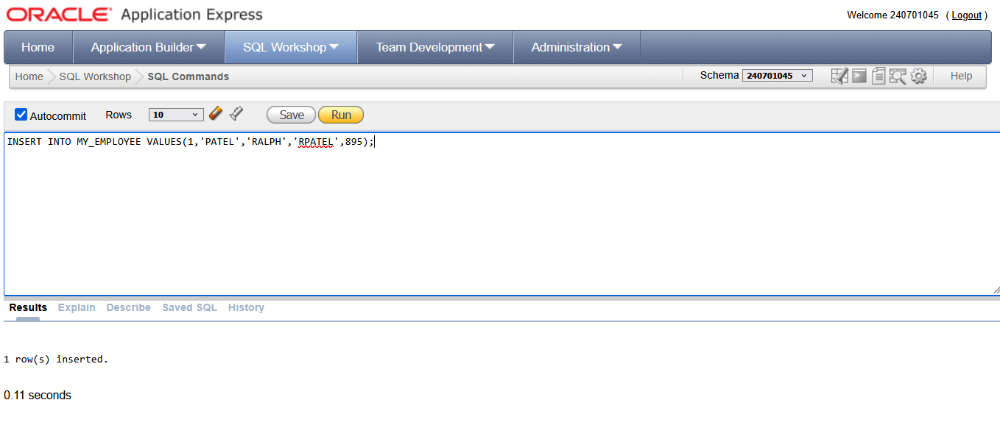 ORACLE Application Express
Welcome 240701045 ( Logout )
Home Application Builder SQL Workshop Team Development Administration
Home SQL Workshop SQL Commands Schema 240701045 Help
Autocommit Rows 10 Save Run
INSERT INTO MY_EMPLOYEE VALUES(1,'PATEL','RALPH','RPATEL',895);
Results Explain Describe Saved SQL History
1 row(s) inserted.
0.11 seconds